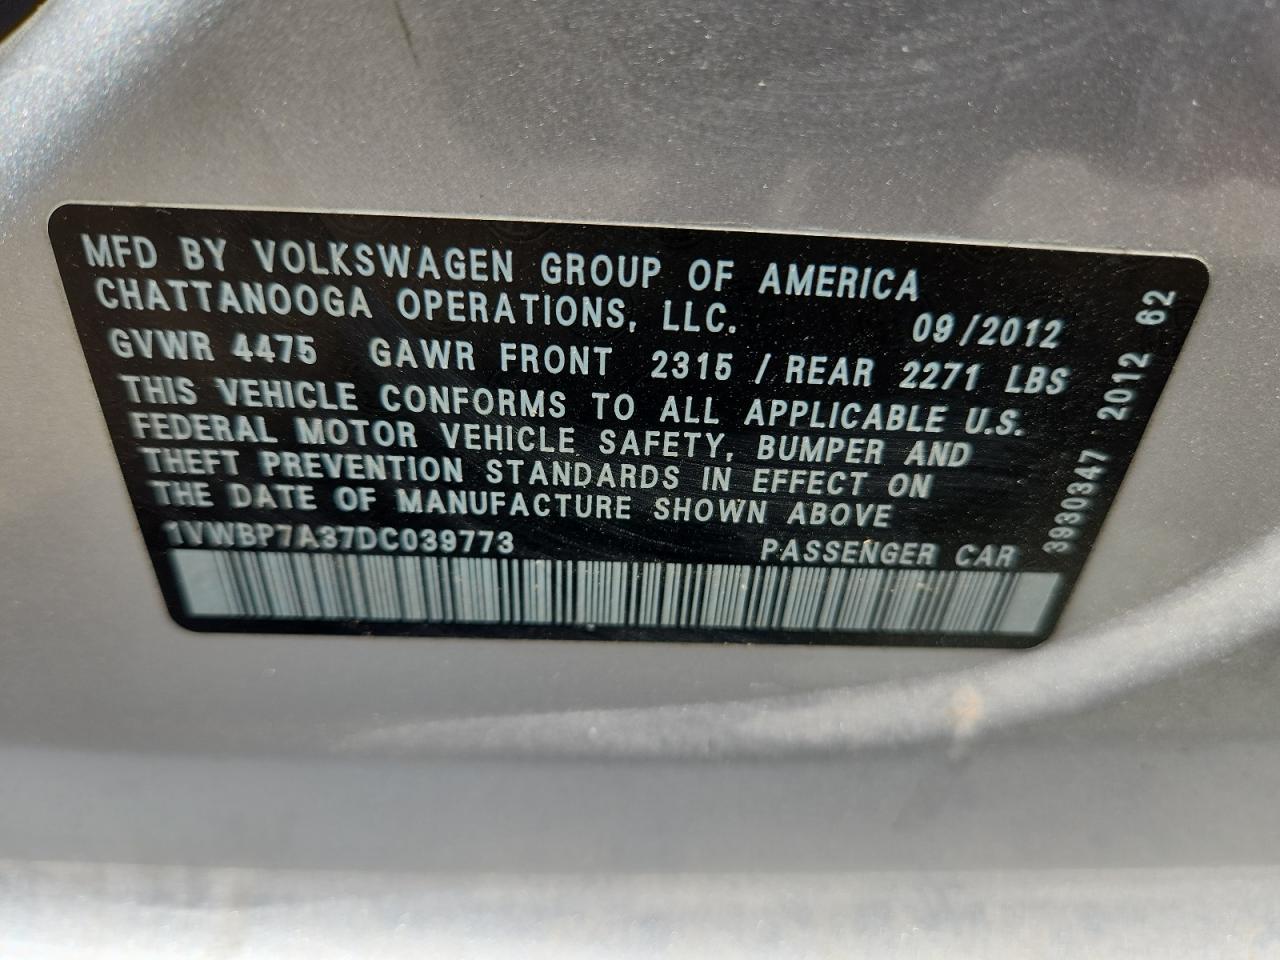 MFD BY VOLKSWAGEN GROUP OF AMERICA
CHATTANOOGA OPERATIONS, LLC. 09/2012
GVWR 4475 GAWR FRONT 2315 / REAR 2271 LBS
THIS VEHICLE CONFORMS TO ALL APPLICABLE U.S.
FEDERAL MOTOR VEHICLE SAFETY, BUMPER AND
THEFT PREVENTION STANDARDS IN EFFECT ON
THE DATE OF MANUFACTURE SHOWN ABOVE
1VWBP7A37DC039773 PASSENGER CAR
3930347 2012 62